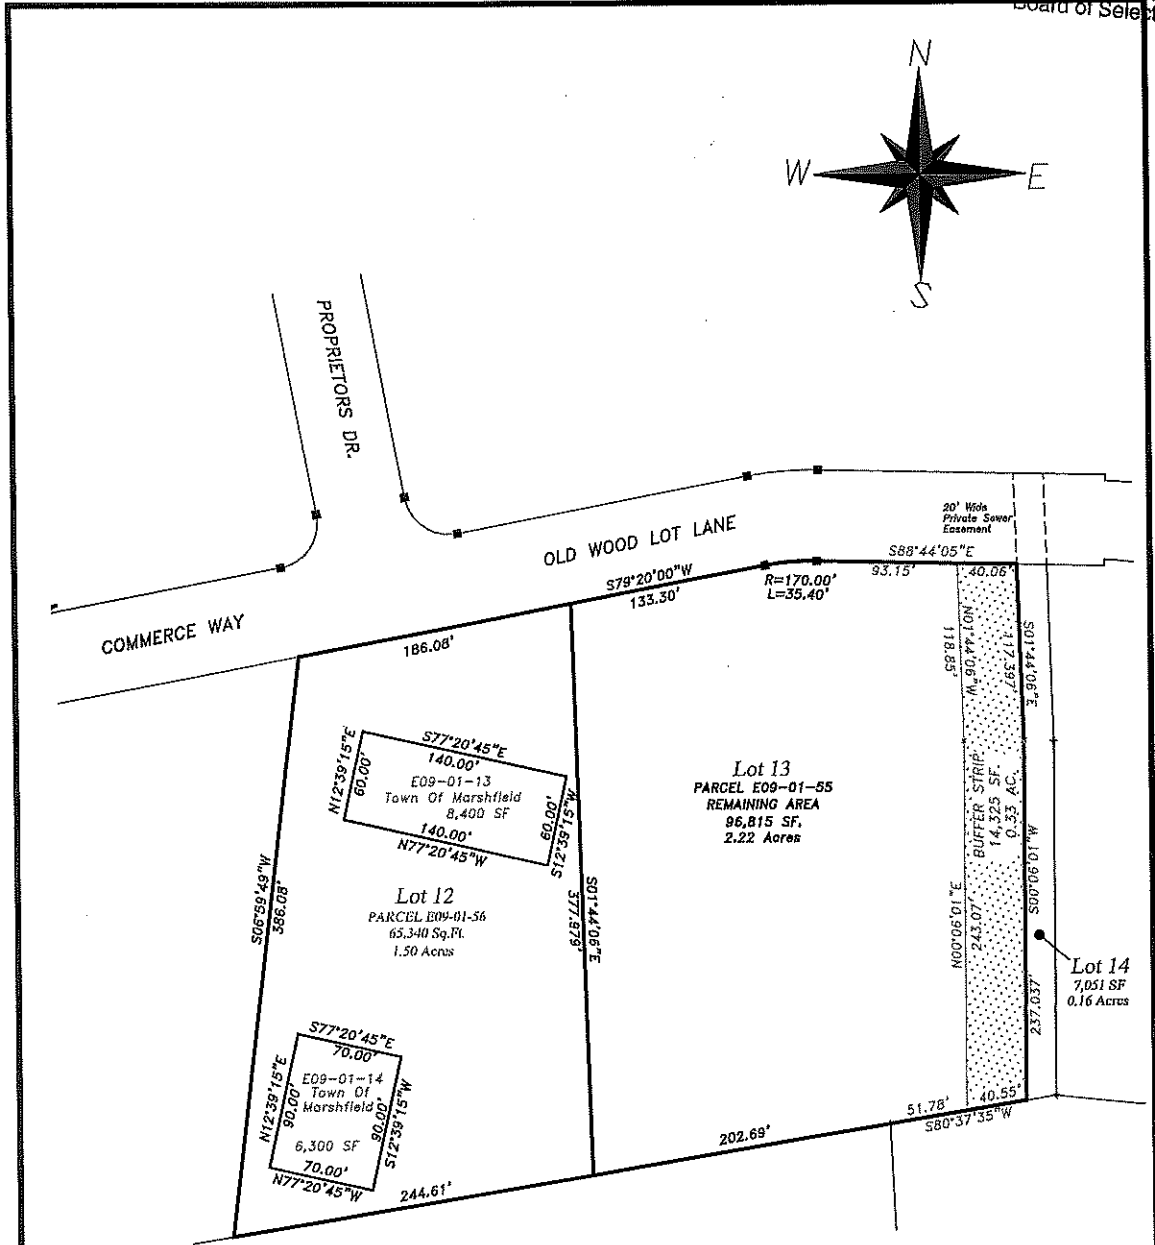 Board of Select
N
W
E
S
PROPRIETORS DR.
COMMERCE WAY
OLD WOOD LOT LANE
20' Wide
Private Sewer
Easement
S88°44'05"E
93.15'
40.06'
S79°20'00"W
133.30'
R=170.00'
L=35.40'
186.08'
118.85'
N01°44'06"W
117.397'
S01°44'06"E
S77°20'45"E
140.00'
N12°39'15"E
60.00'
E09-01-13
Town Of Marshfield
8,400 SF
60.00'
S12°39'15"W
140.00'
N77°20'45"W
Lot 13
PARCEL E09-01-55
REMAINING AREA
96,815 SF.
2.22 Acres
BUFFER STRIP
14,325 SF.
0.33 AC.
S06°59'49"W
386.08'
Lot 12
PARCEL E09-01-56
65,340 Sq.Ft.
1.50 Acres
S01°44'06"E
377.979'
N00°06'01"E
243.07'
S00°06'01"W
237.037'
Lot 14
7,051 SF
0.16 Acres
S77°20'45"E
70.00'
N12°39'15"E
90.00'
E09-01-14
Town Of
Marshfield
6,300 SF
90.00'
S12°39'15"W
70.00'
N77°20'45"W
244.61'
202.69'
51.78'
40.55'
S80°37'35"W